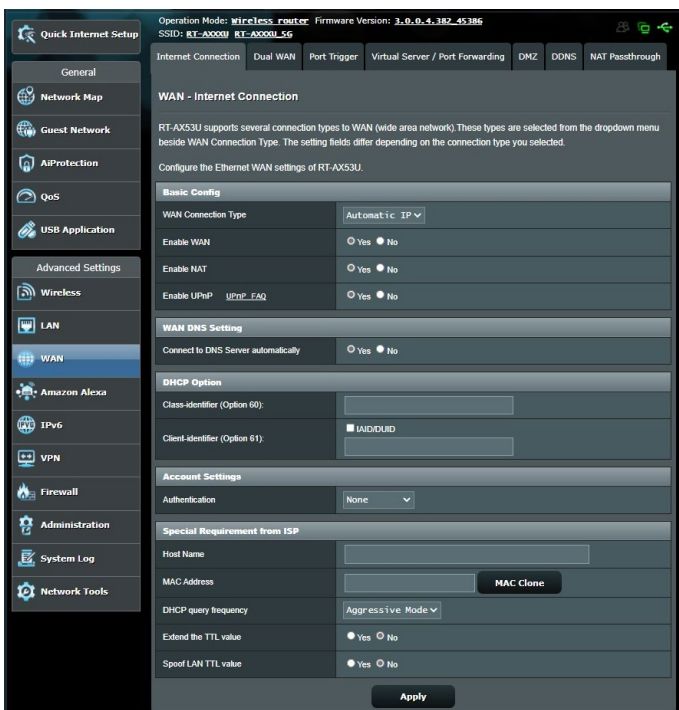 Quick Internet Setup
Operation Mode: Wireless router Firmware Version: 3.0.0.4.382_45386
SSID: RT-AXXXU RT-AXXXU_5G
General
Network Map
Guest Network
AiProtection
QoS
USB Application
Advanced Settings
Wireless
LAN
WAN
Amazon Alexa
IPv6
VPN
Firewall
Administration
System Log
Network Tools
Internet Connection Dual WAN Port Trigger Virtual Server / Port Forwarding DMZ DDNS NAT Passthrough
WAN - Internet Connection
RT-AX53U supports several connection types to WAN (wide area network).These types are selected from the dropdown menu
beside WAN Connection Type. The setting fields differ depending on the connection type you selected.
Configure the Ethernet WAN settings of RT-AX53U.
Basic Config
WAN Connection Type Automatic IP
Enable WAN Yes No
Enable NAT Yes No
Enable UPnP UPnP FAQ Yes No
WAN DNS Setting
Connect to DNS Server automatically Yes No
DHCP Option
Class-identifier (Option 60):
Client-identifier (Option 61): IAID/DUID
Account Settings
Authentication None
Special Requirement from ISP
Host Name
MAC Address MAC Clone
DHCP query frequency Aggressive Mode
Extend the TTL value Yes No
Spoof LAN TTL value Yes No
Apply